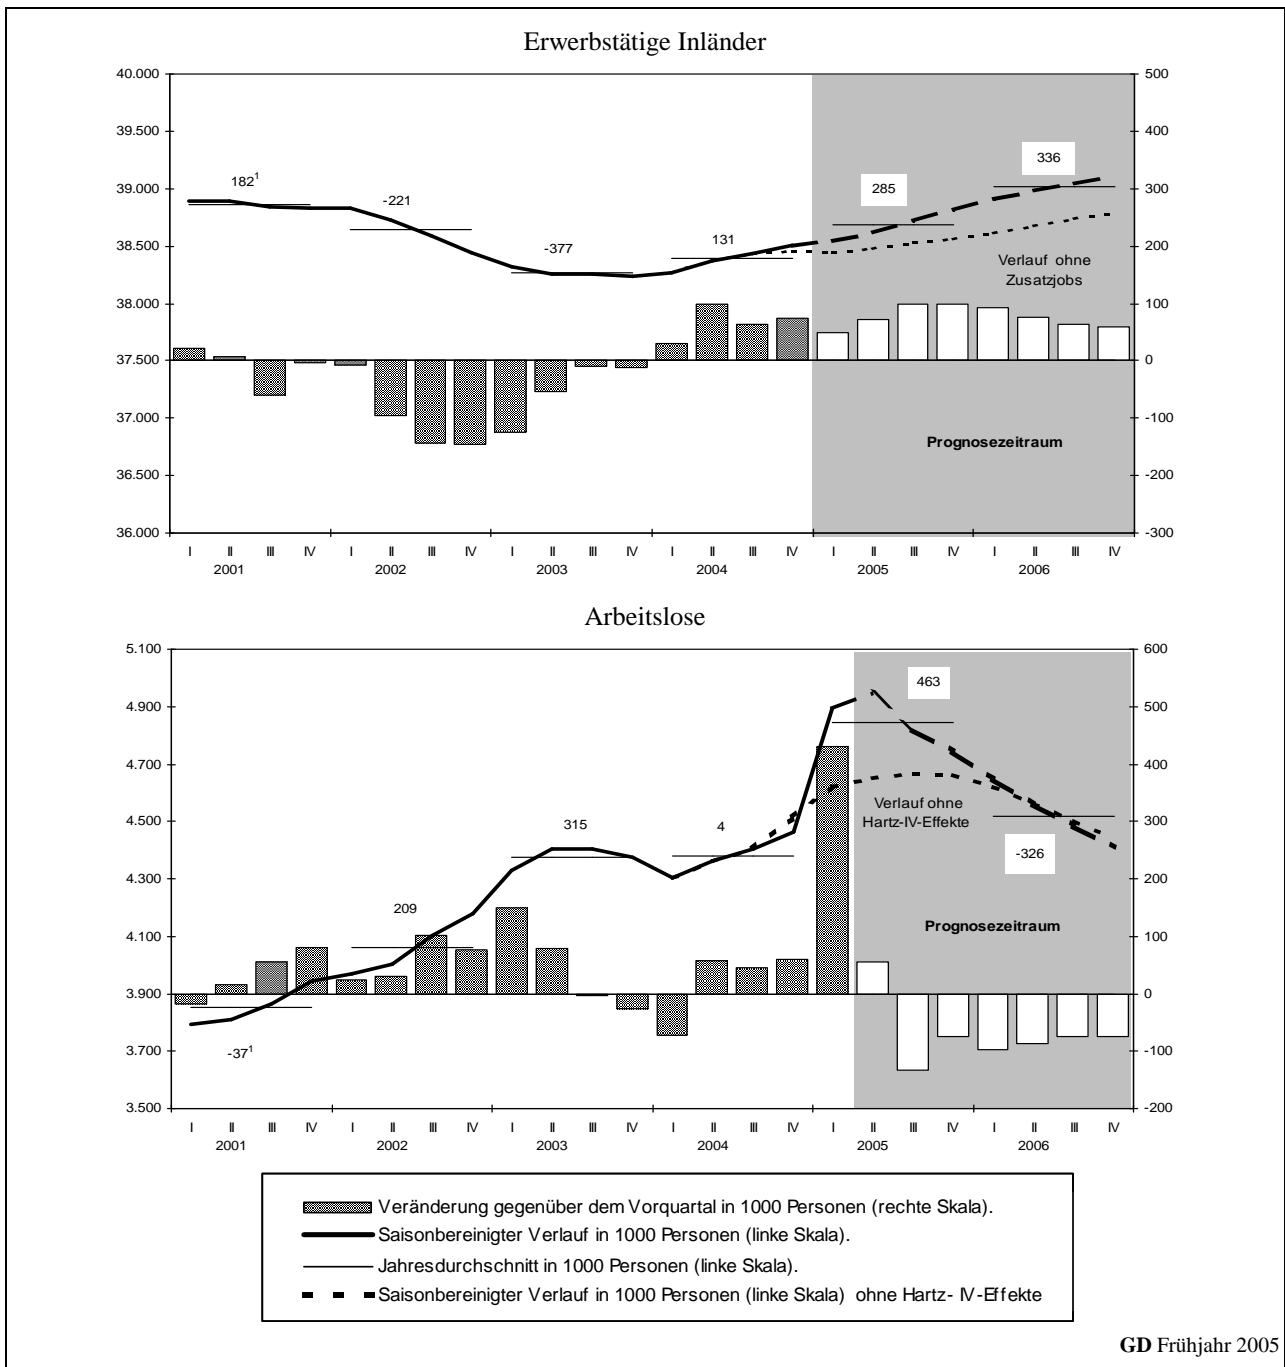 Erwerbstätige Inländer
40.000
39.500
39.000
38.500
38.000
37.500
37.000
36.500
36.000
500
400
300
200
100
0
-100
-200
-300
182¹
-221
-377
131
285
336
Verlauf ohne
Zusatzjobs
Prognosezeitraum
I II III IV I II III IV I II III IV I II III IV I II III IV I II III IV
2001 2002 2003 2004 2005 2006
Arbeitslose
5.100
4.900
4.700
4.500
4.300
4.100
3.900
3.700
3.500
600
500
400
300
200
100
0
-100
-200
-37¹
209
315
4
463
Verlauf ohne
Hartz-IV-Effekte
-326
Prognosezeitraum
I II III IV I II III IV I II III IV I II III IV I II III IV I II III IV
2001 2002 2003 2004 2005 2006
Veränderung gegenüber dem Vorquartal in 1000 Personen (rechte Skala).
Saisonbereinigter Verlauf in 1000 Personen (linke Skala).
Jahresdurchschnitt in 1000 Personen (linke Skala).
Saisonbereinigter Verlauf in 1000 Personen (linke Skala) ohne Hartz- IV-Effekte
GD Frühjahr 2005